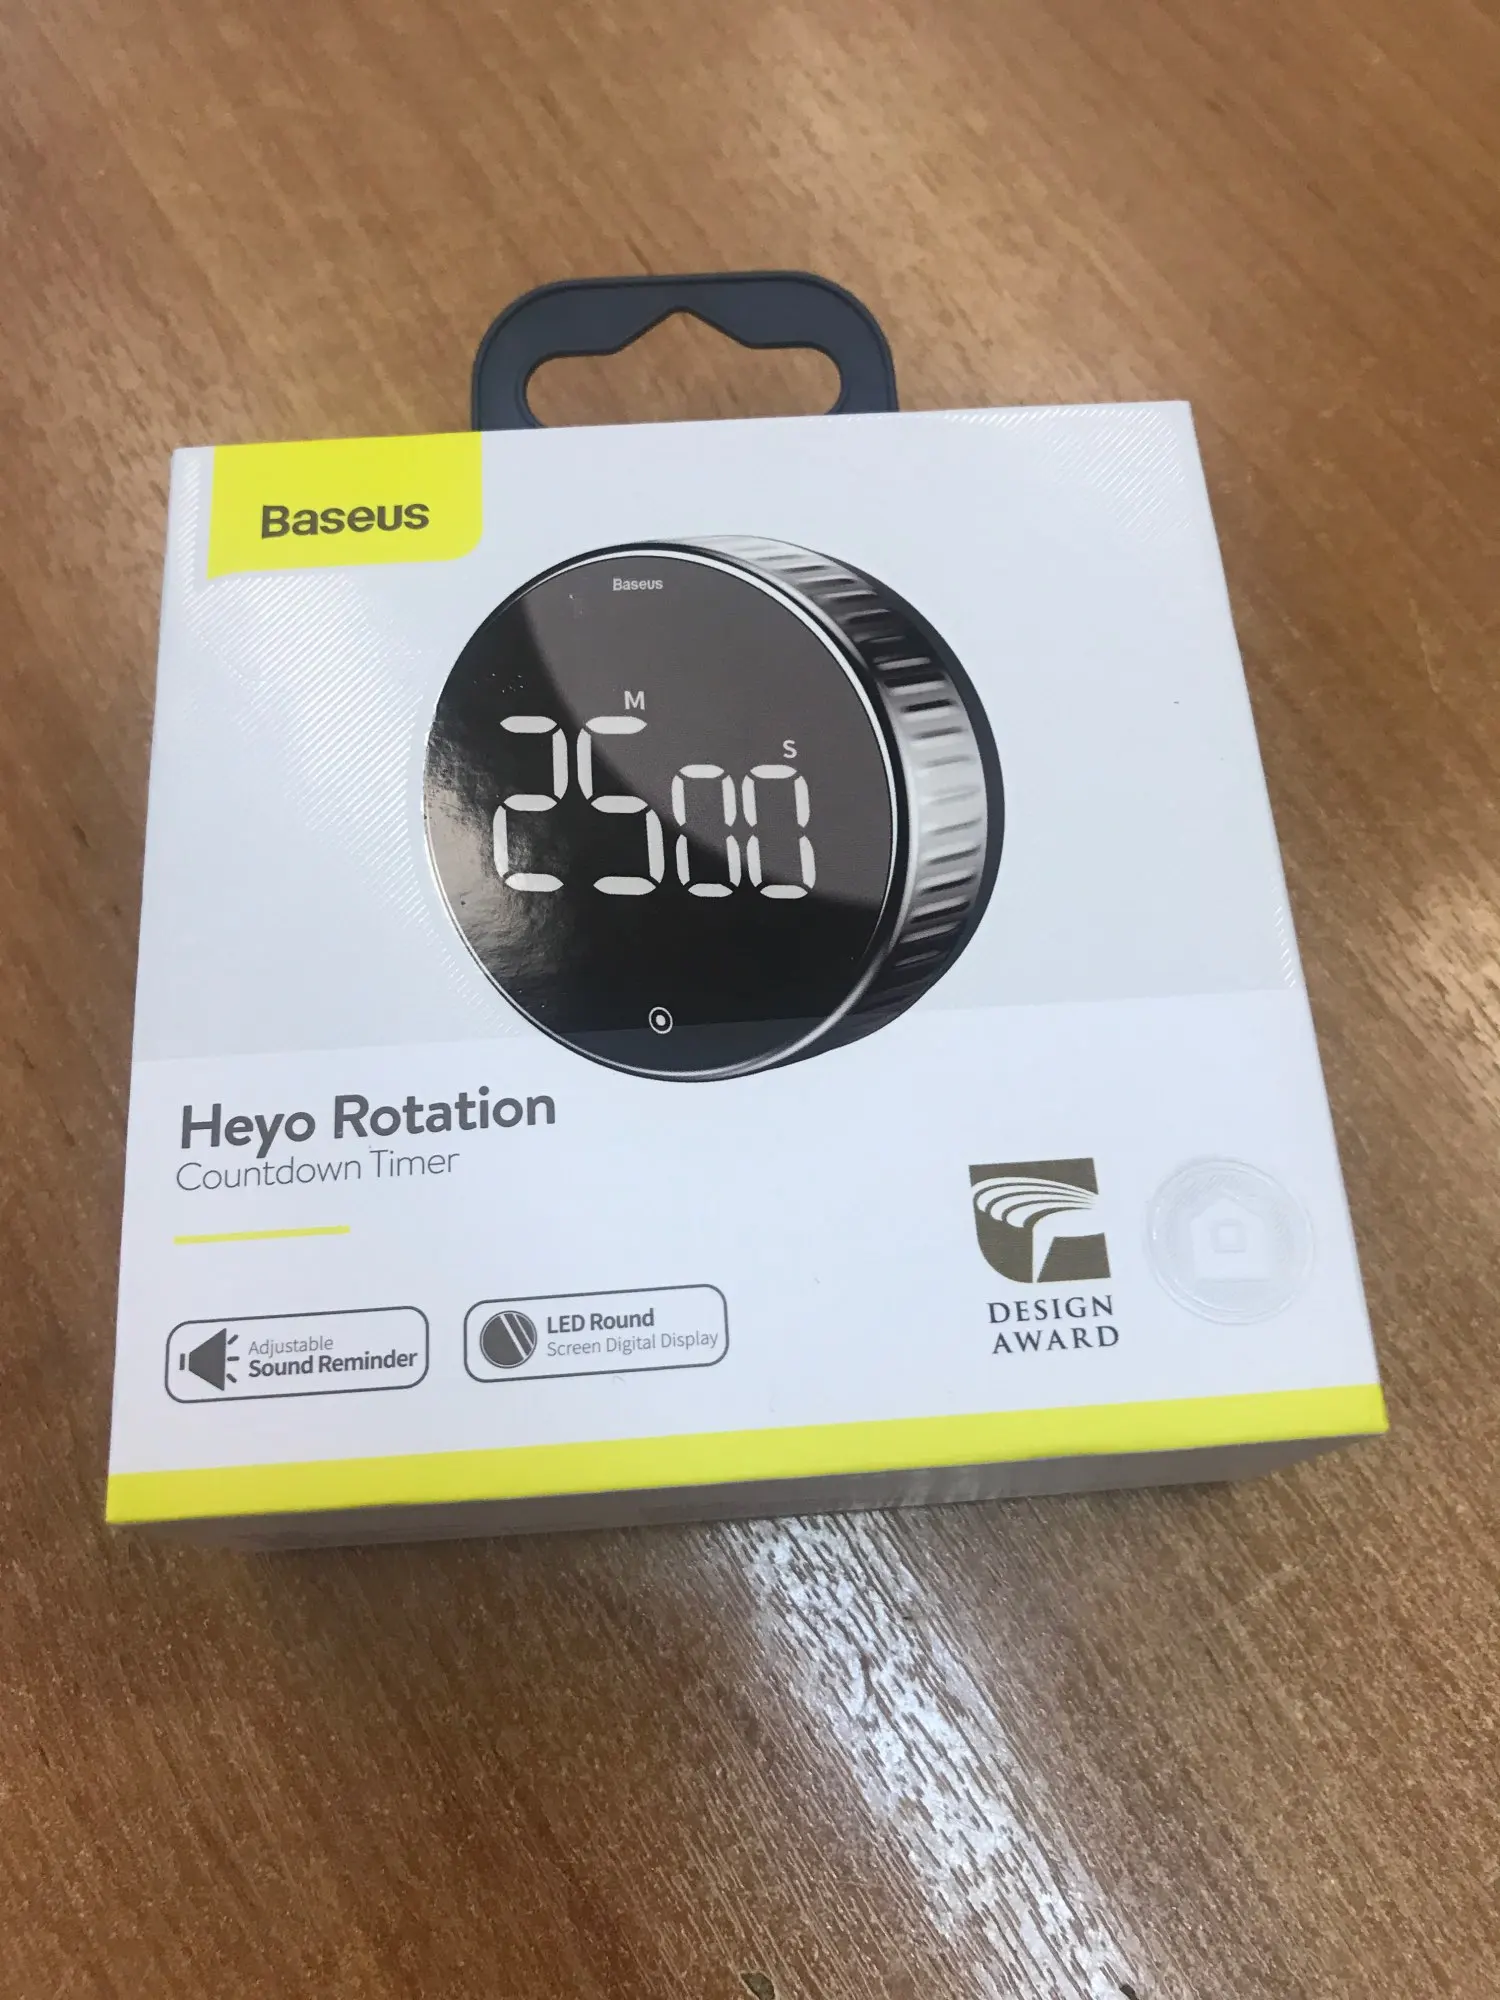 Baseus
Baseus
M
S
25 00
Heyo Rotation
Countdown Timer
Adjustable
Sound Reminder
LED Round
Screen Digital Display
DESIGN
AWARD